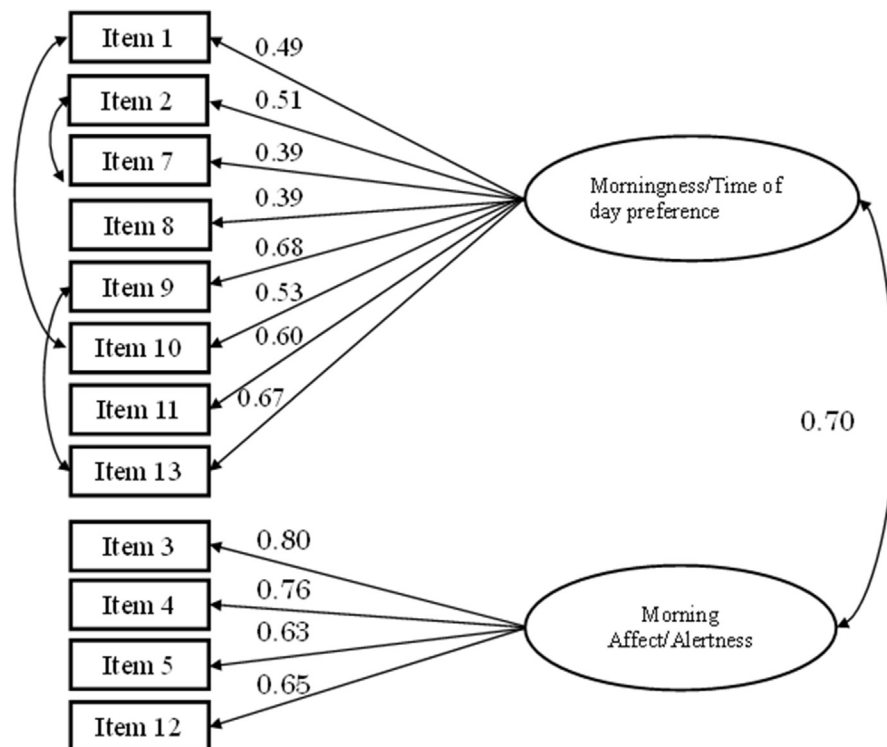 Item 1
0.49
Item 2
0.51
Item 7
0.39
Item 8
0.39
Item 9
0.68
Item 10
0.53
Item 11
0.60
Item 13
0.67
Morningness/Time of
day preference
0.70
Item 3
0.80
Item 4
0.76
Item 5
0.63
Item 12
0.65
Morning
Affect/Alertness